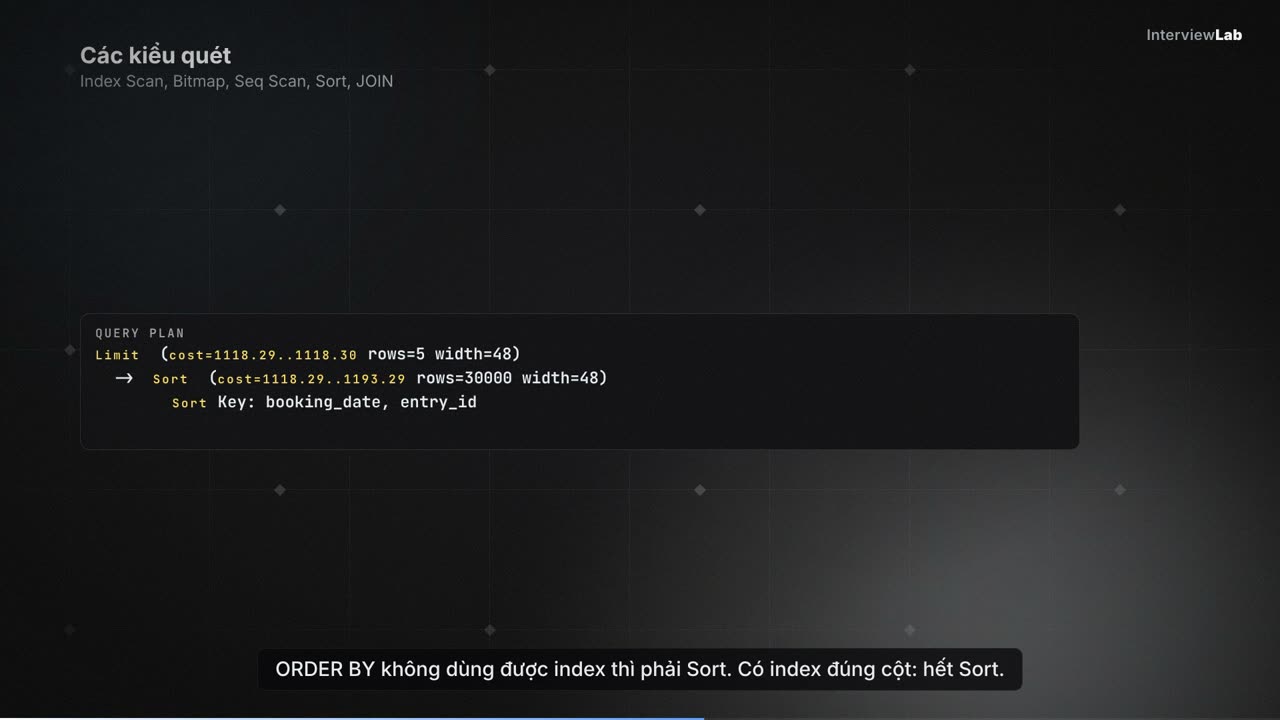 Các kiểu quét
Index Scan, Bitmap, Seq Scan, Sort, JOIN
InterviewLab
QUERY PLAN
Limit (cost=1118.29..1118.30 rows=5 width=48)
→ Sort (cost=1118.29..1193.29 rows=30000 width=48)
Sort Key: booking_date, entry_id
ORDER BY không dùng được index thì phải Sort. Có index đúng cột: hết Sort.